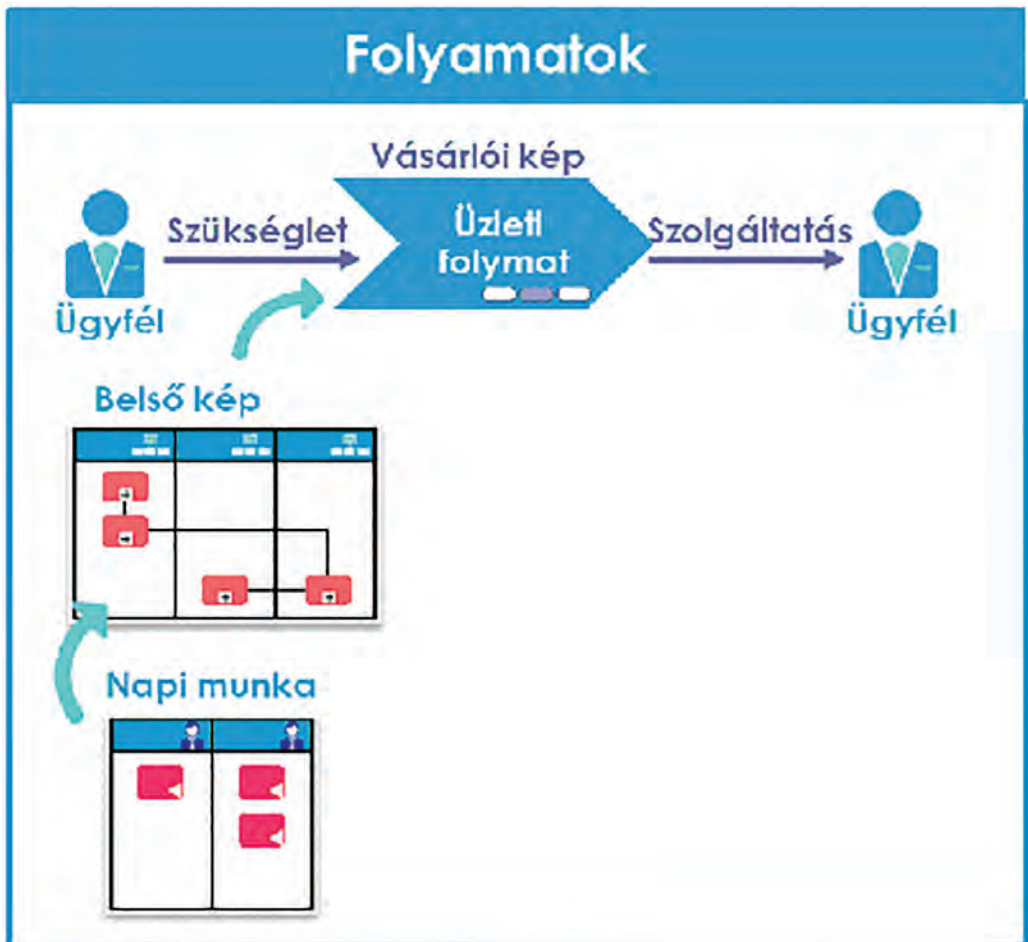 Folyamatok
Vásárlói kép
Szükséglet
Üzleti
folymat
Szolgáltatás
Ügyfél
Ügyfél
Belső kép
Napi munka